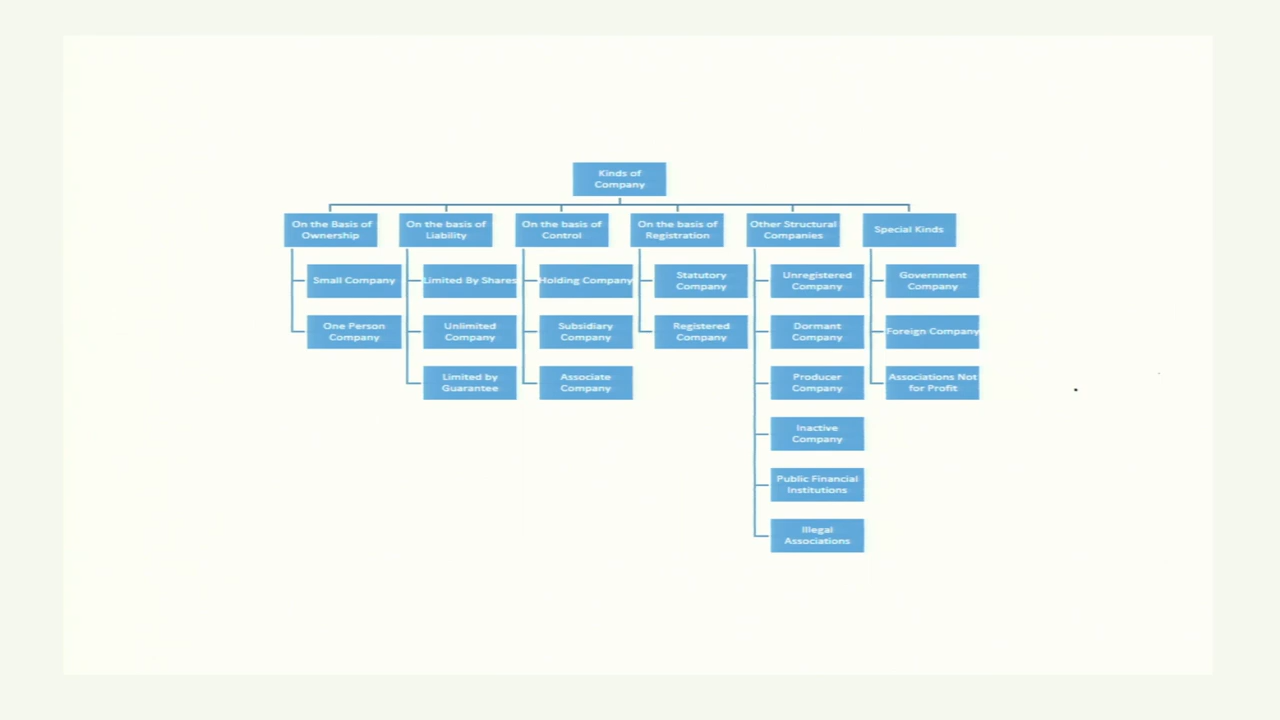 Kinds of
Company
On the Basis of
Ownership
On the basis of
Liability
On the basis of
Control
On the basis of
Registration
Other Structural
Companies
Special Kinds
Small Company
One Person
Company
Limited By Shares
Unlimited
Company
Limited by
Guarantee
Holding Company
Subsidiary
Company
Associate
Company
Statutory
Company
Registered
Company
Unregistered
Company
Dormant
Company
Producer
Company
Inactive
Company
Public Financial
Institutions
Illegal
Associations
Government
Company
Foreign Company
Associations Not
for Profit